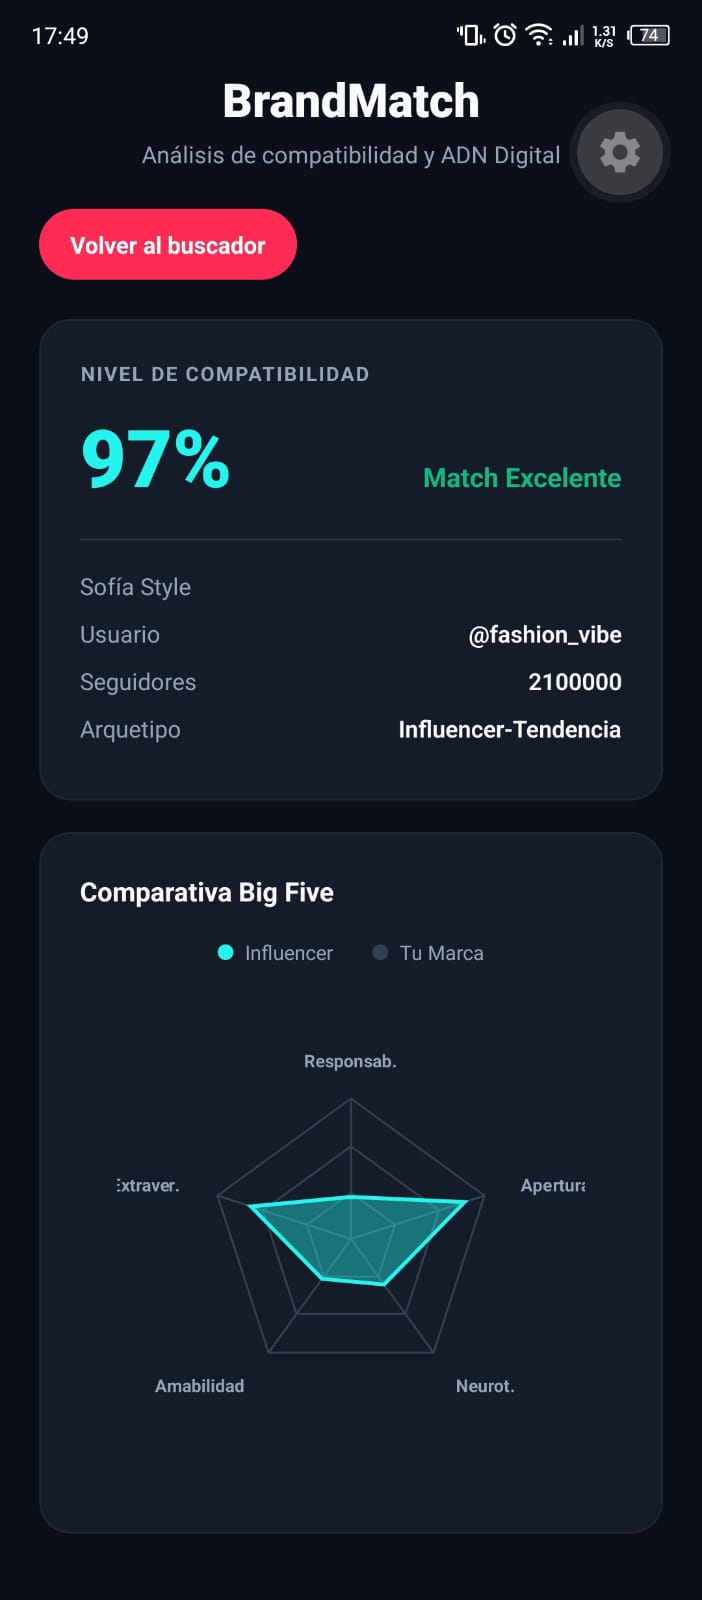 17:49
1.31
K/S
74
BrandMatch
Análisis de compatibilidad y ADN Digital
Volver al buscador
NIVEL DE COMPATIBILIDAD
97%
Match Excelente
Sofía Style
Usuario @fashion_vibe
Seguidores 2100000
Arquetipo Influencer-Tendencia
Comparativa Big Five
Influencer Tu Marca
Responsab.
Extraver. Apertura
Amabilidad Neurot.